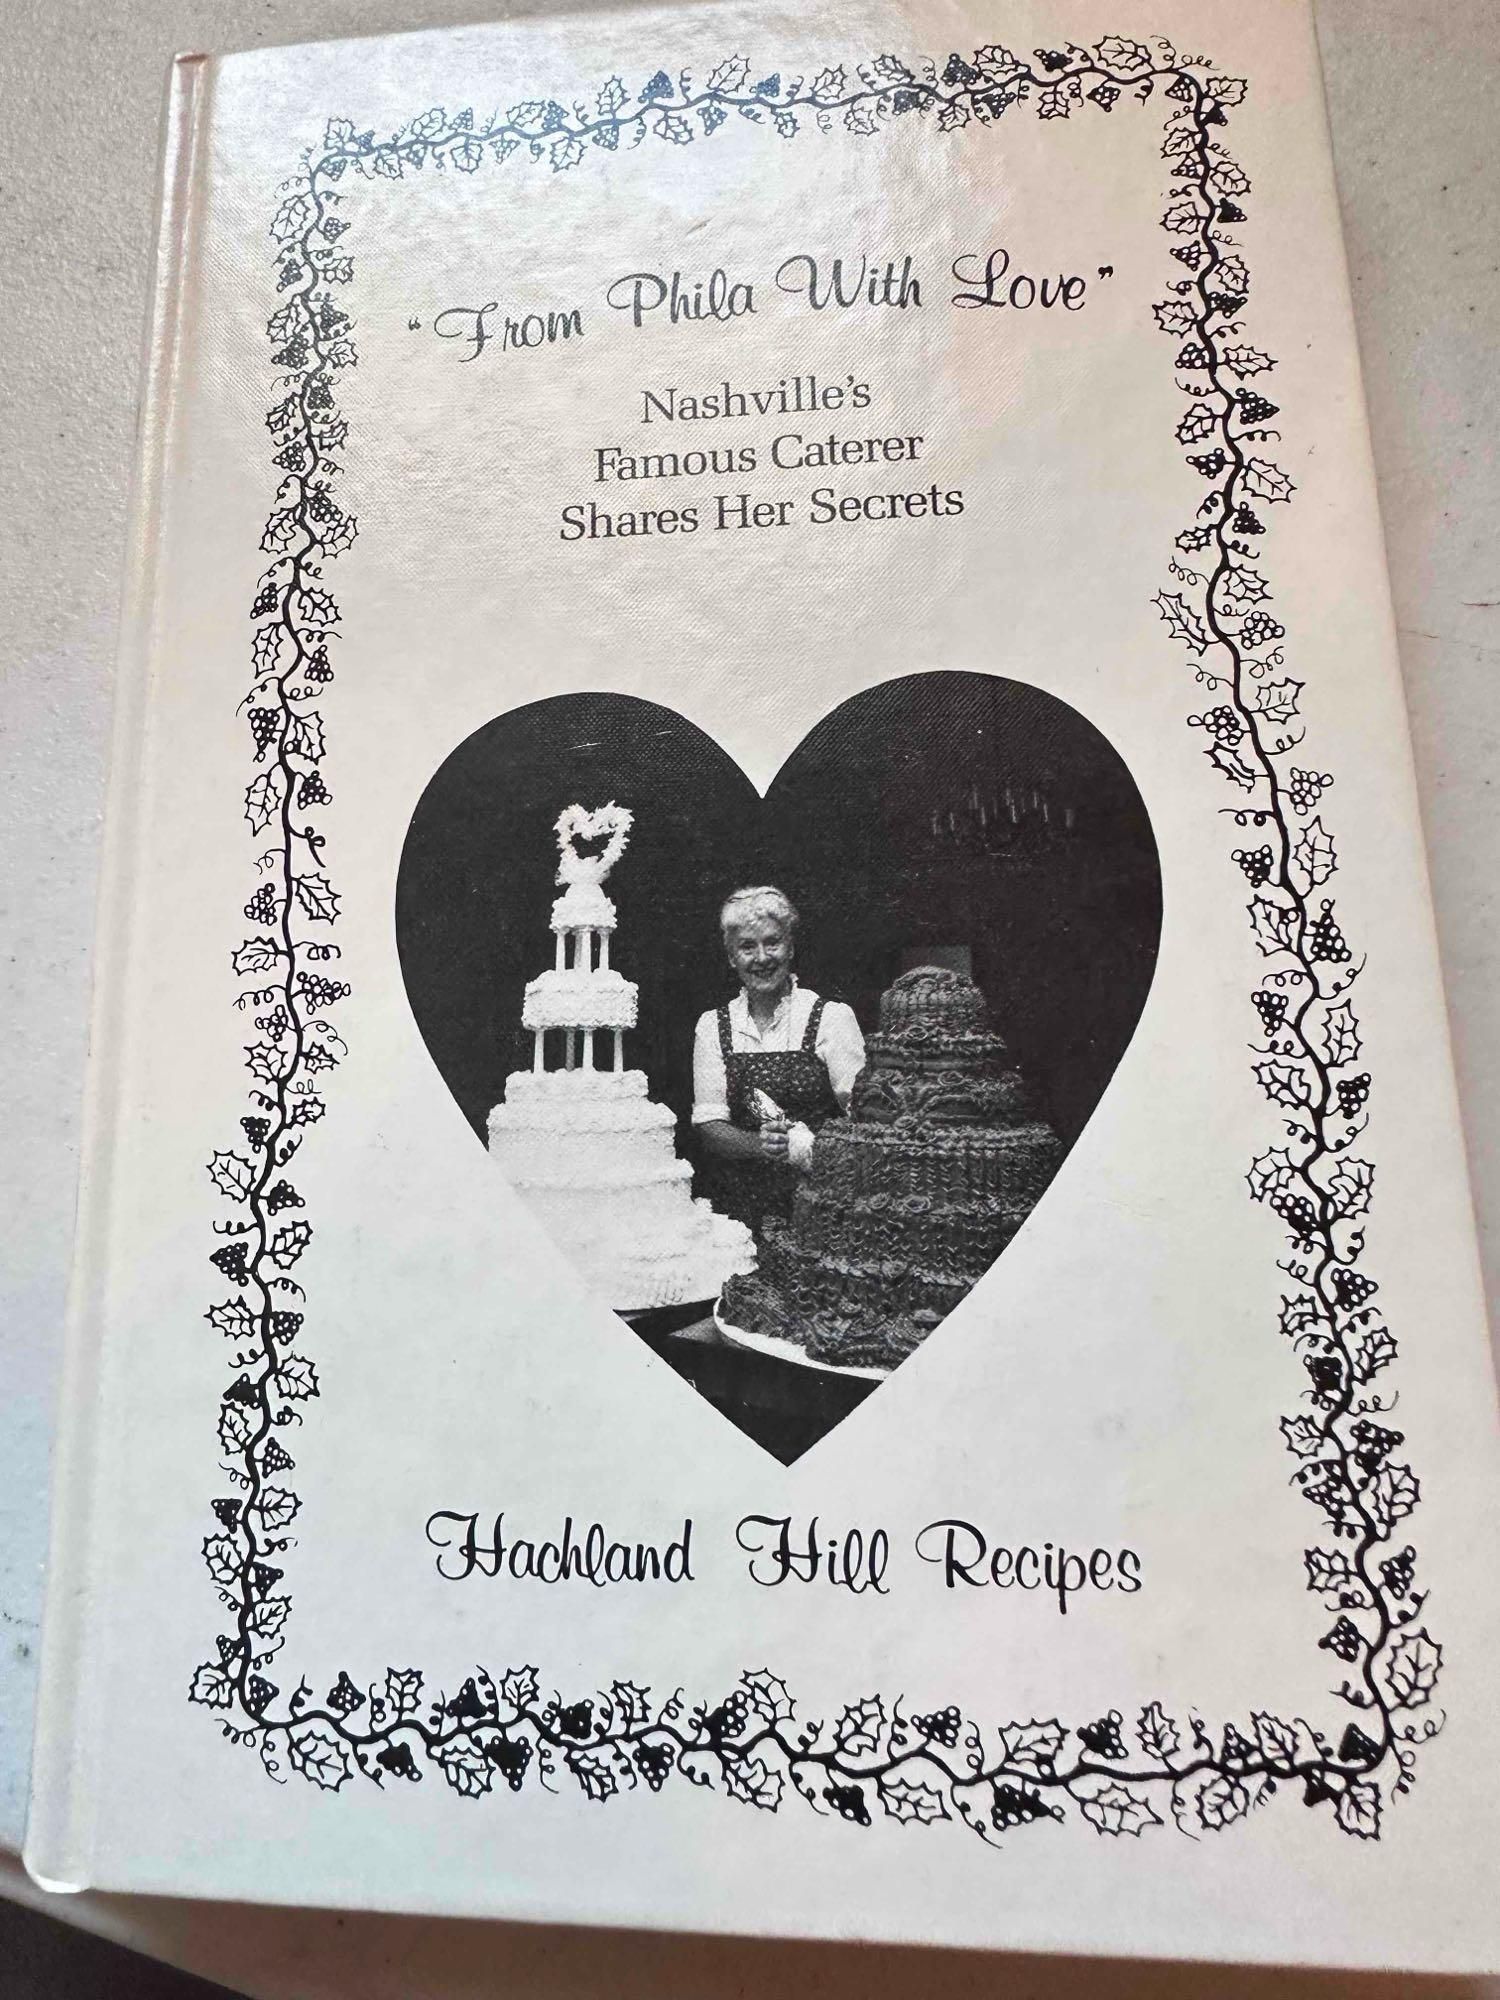 “From Phila With Love”
Nashville’s
Famous Caterer
Shares Her Secrets
Hachland Hill Recipes